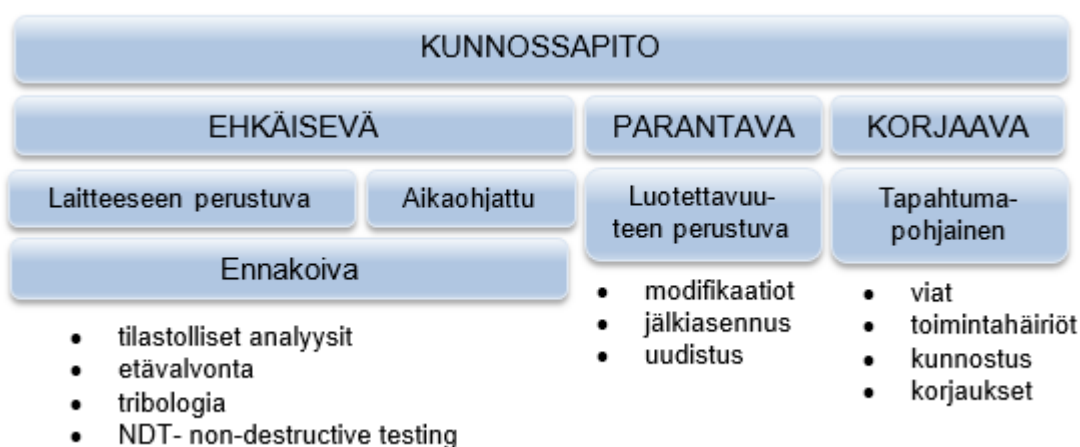 KUNNOSSAPITO
EHKÄISEVÄ
PARANTAVA
KORJAAVA
Laitteeseen perustuva
Aikaohjattu
Luotettavuu-
teen perustuva
Tapahtuma-
pohjainen
Ennakoiva
• tilastolliset analyysit
• etävalvonta
• tribologia
• NDT- non-destructive testing
• modifikaatiot
• jälkiasennus
• uudistus
• viat
• toimintahäiriöt
• kunnostus
• korjaukset